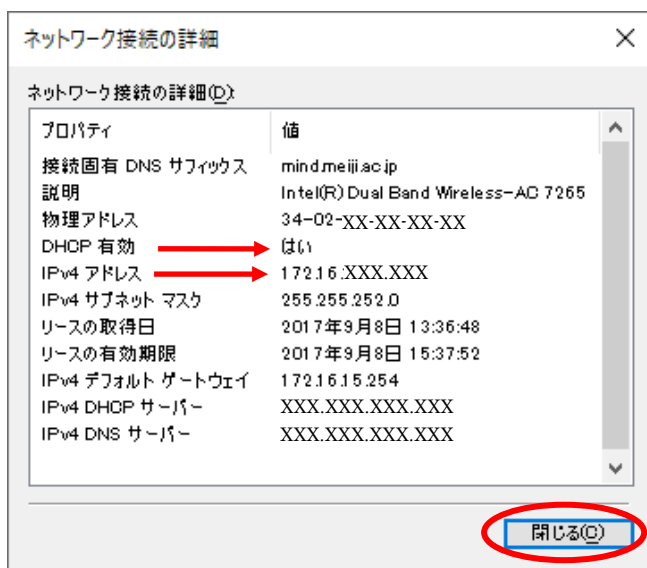 ネットワーク接続の詳細
ネットワーク接続の詳細(D):
プロパティ 値
接続固有 DNS サフィックス mind.meiji.ac.jp
説明 Intel(R) Dual Band Wireless-AC 7265
物理アドレス 34-02-XX-XX-XX-XX
DHCP 有効 はい
IPv4 アドレス 172.16.XXX.XXX
IPv4 サブネット マスク 255.255.252.0
リースの取得日 2017年9月8日 13:36:48
リースの有効期限 2017年9月8日 15:37:52
IPv4 デフォルト ゲートウェイ 172.16.15.254
IPv4 DHCP サーバー XXX.XXX.XXX.XXX
IPv4 DNS サーバー XXX.XXX.XXX.XXX
閉じる(C)